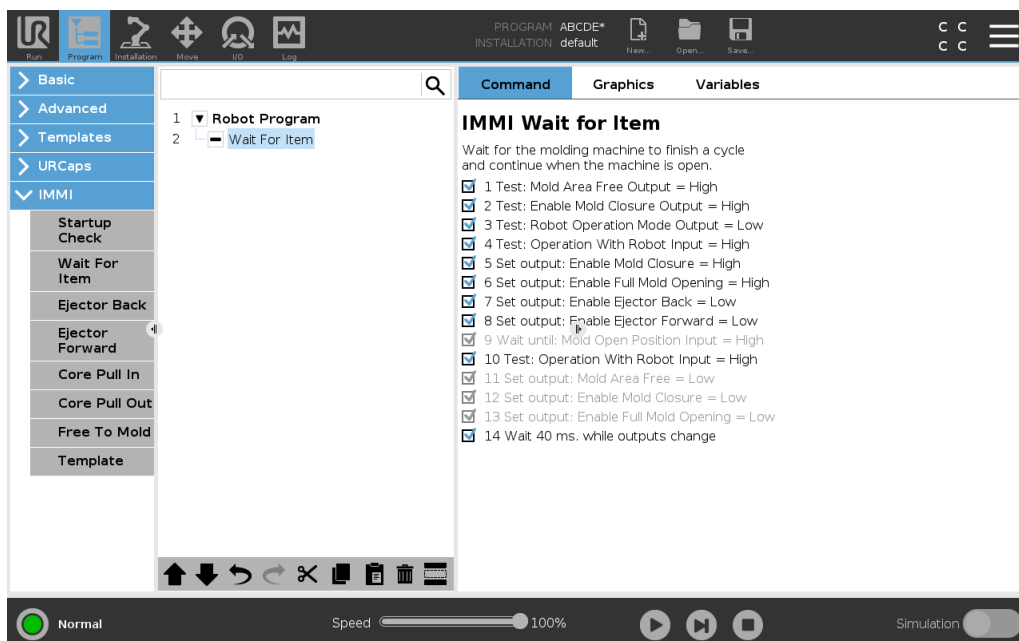 UR
Run
Program
Installation
Move
I/O
Log
PROGRAM ABCDE*
INSTALLATION default
New...
Open...
Save...
C C
C C
Basic
Advanced
Templates
URCaps
IMMI
Startup
Check
Wait For
Item
Ejector Back
Ejector
Forward
Core Pull In
Core Pull Out
Free To Mold
Template
1 Robot Program
2 Wait For Item
Command Graphics Variables
IMMI Wait for Item
Wait for the molding machine to finish a cycle
and continue when the machine is open.
1 Test: Mold Area Free Output = High
2 Test: Enable Mold Closure Output = High
3 Test: Robot Operation Mode Output = Low
4 Test: Operation With Robot Input = High
5 Set output: Enable Mold Closure = High
6 Set output: Enable Full Mold Opening = High
7 Set output: Enable Ejector Back = Low
8 Set output: Enable Ejector Forward = Low
9 Wait until: Mold Open Position Input = High
10 Test: Operation With Robot Input = High
11 Set output: Mold Area Free = Low
12 Set output: Enable Mold Closure = Low
13 Set output: Enable Full Mold Opening = Low
14 Wait 40 ms. while outputs change
Normal
Speed 100%
Simulation